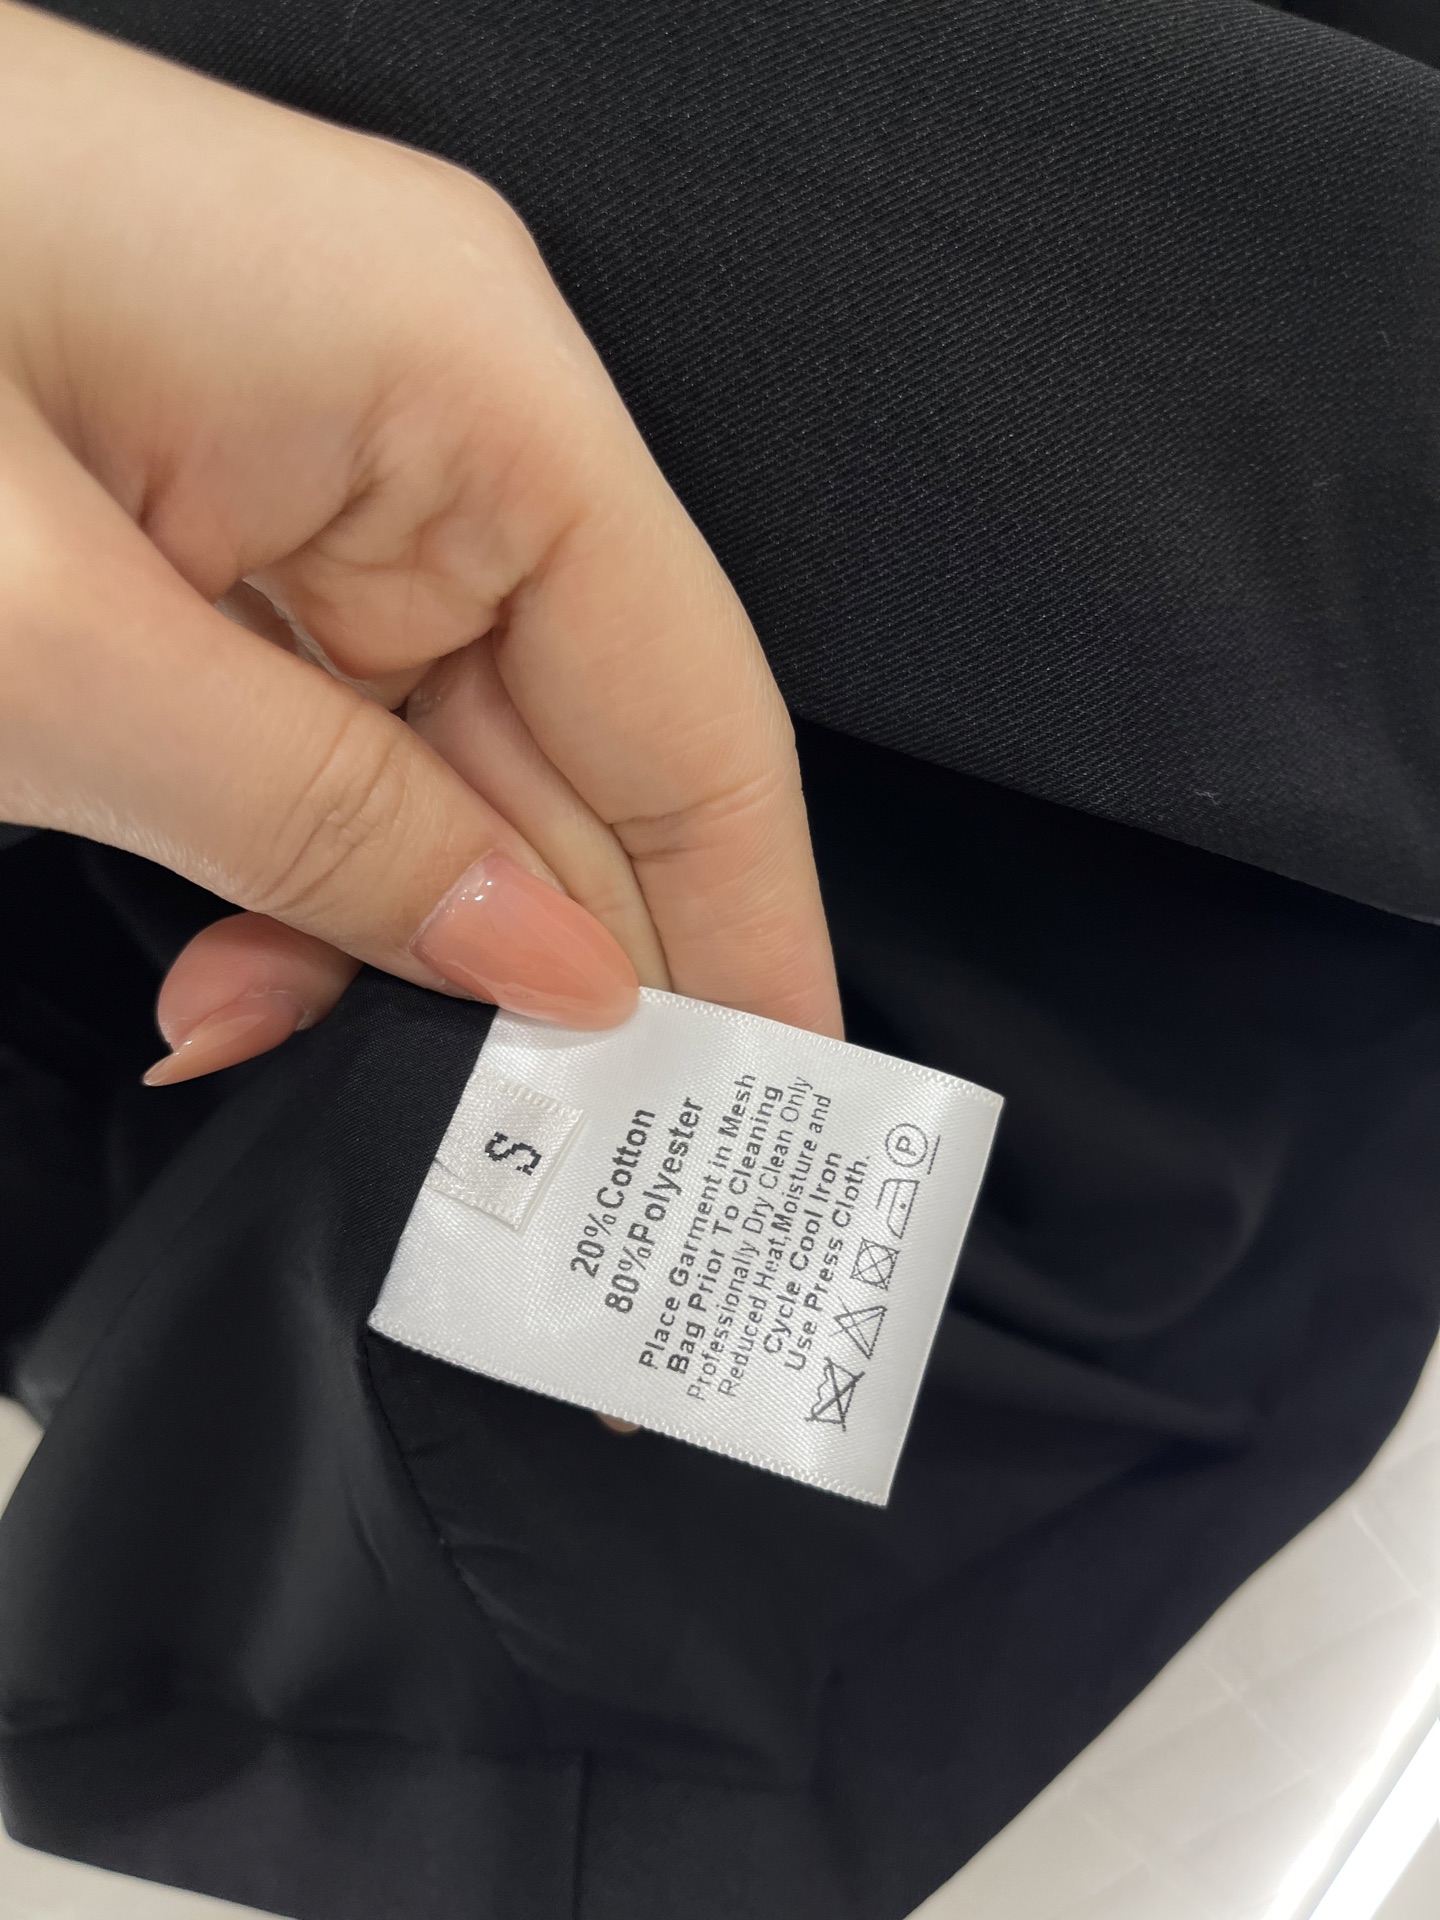 S
20%Cotton
80%Polyester
Place Garment in Mesh
Bag Prior To Cleaning
Professionally Dry Clean Only
Reduced Heat,Moisture and
Cycle Cool Iron
Use Press Cloth.
P